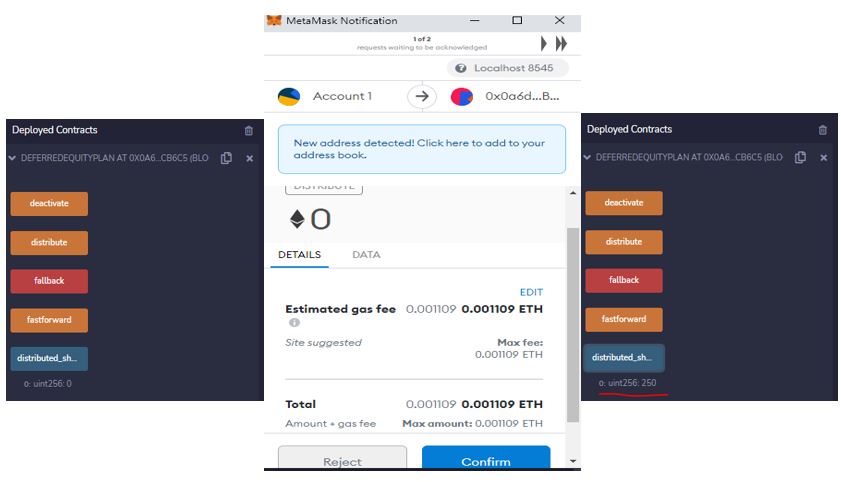 Deployed Contracts
DEFERREDEQUITYPLAN AT 0X0A6...CB6C5 (BLO
deactivate
distribute
fallback
fastforward
distributed_sh...
0: uint256: 0
MetaMask Notification
1 of 2
requests waiting to be acknowledged
Localhost 8545
Account 1
0x0a6d...B...
New address detected! Click here to add to your
address book.
DISTRIBUTE
0
DETAILS
DATA
EDIT
Estimated gas fee 0.001109 0.001109 ETH
Site suggested
Max fee:
0.001109 ETH
Total 0.001109 0.001109 ETH
Amount + gas fee Max amount: 0.001109 ETH
Reject
Confirm
Deployed Contracts
DEFERREDEQUITYPLAN AT 0X0A6...CB6C5 (BLO
deactivate
distribute
fallback
fastforward
distributed_sh...
0: uint256: 250